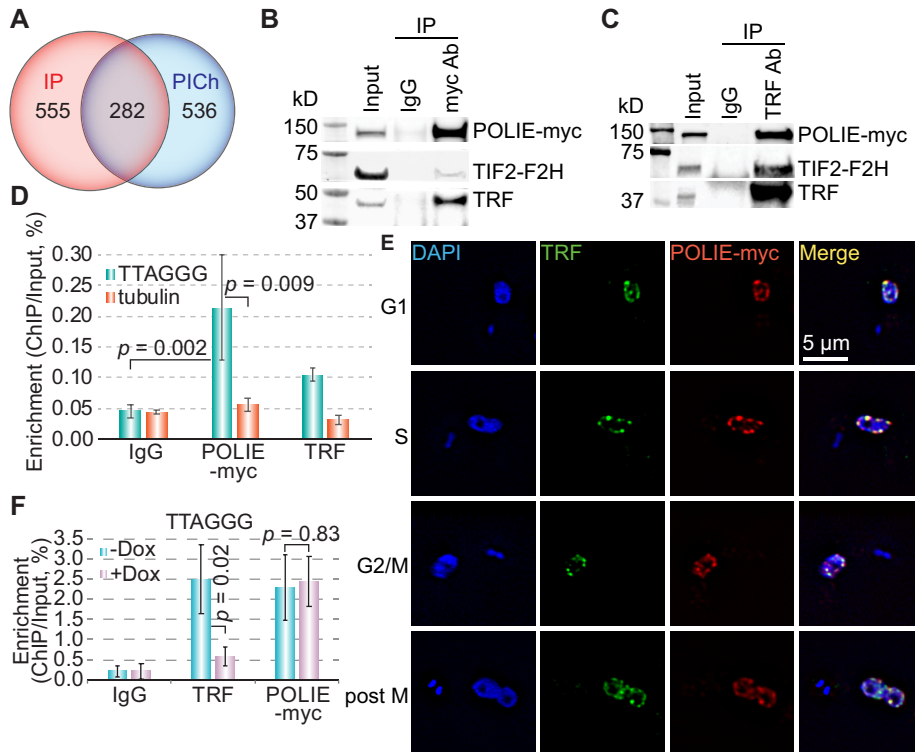 A
IP
PICh
555
282
536
B
IP
Input
IgG
myc Ab
kD
150
POLIE-myc
75
TIF2-F2H
50
TRF
37
C
IP
Input
IgG
TRF Ab
kD
150
POLIE-myc
75
TIF2-F2H
37
TRF
D
Enrichment (ChIP/Input, %)
0.30
0.25
0.20
0.15
0.10
0.05
0.00
TTAGGG
tubulin
p = 0.009
p = 0.002
IgG
POLIE
-myc
TRF
E
DAPI
TRF
POLIE-myc
Merge
G1
5 µm
S
G2/M
post M
F
TTAGGG
Enrichment
(ChIP/Input, %)
3.5
3.0
2.5
2.0
1.5
1.0
0.5
0.0
-Dox
+Dox
p = 0.02
p = 0.83
IgG
TRF
POLIE
-myc